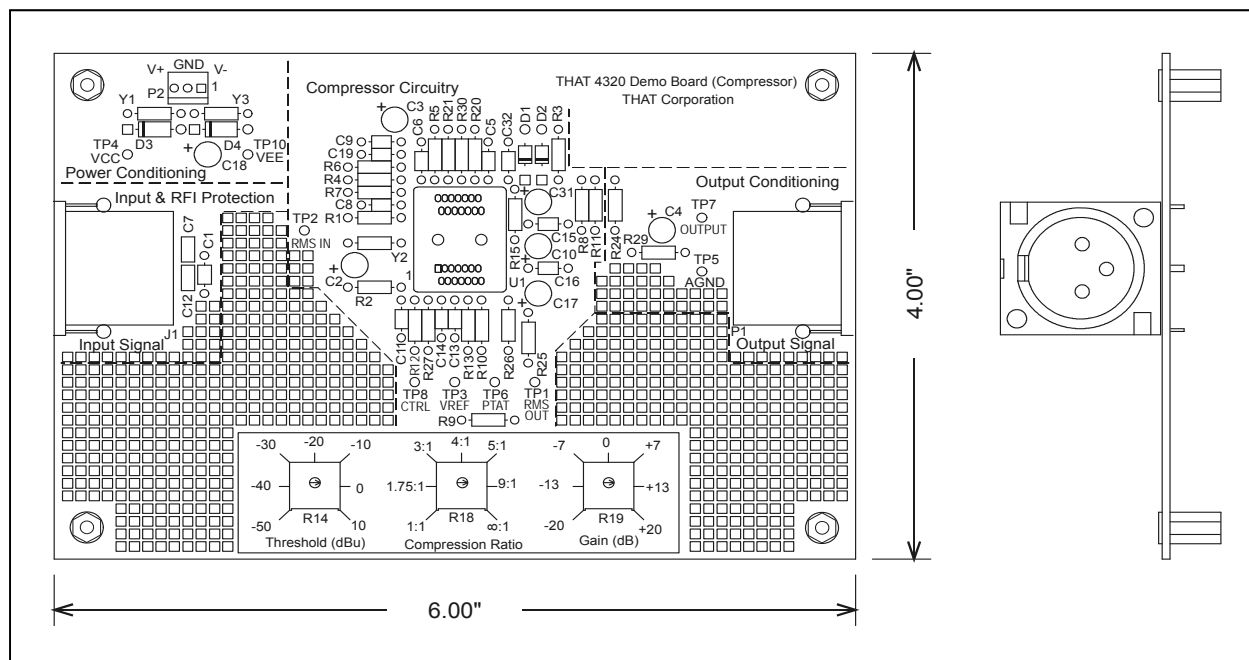 V+ GND V-
P2 1
Y1 Y3
D3 D4
TP4
VCC
TP10
VEE
C18
Power Conditioning
Compressor Circuitry
C3
THAT 4320 Demo Board (Compressor)
THAT Corporation
C6
R5
R21
R30
R20
C5
C32
D1
D2
R3
C9
C19
R6
R4
R7
C8
R1
Input & RFI Protection
C7
C1
C12
TP2
RMS IN
Y2
C2
R2
1
U1
R15
C31
C15
C10
C16
C17
R8
R11
R24
Output Conditioning
C4
TP7
OUTPUT
R29
TP5
AGND
J1
Input Signal
P1
Output Signal
C11
R12
R27
C14
C13
R13
R10
R26
R25
TP8
CTRL
TP3
VREF
TP6
PTAT
TP1
RMS
OUT
R9
-30 -20 -10
-40 0
-50 R14 10
Threshold (dBu)
3:1 4:1 5:1
1.75:1 9:1
1:1 R18 8:1
Compression Ratio
-7 0 +7
-13 +13
-20 R19 +20
Gain (dB)
4.00"
6.00"